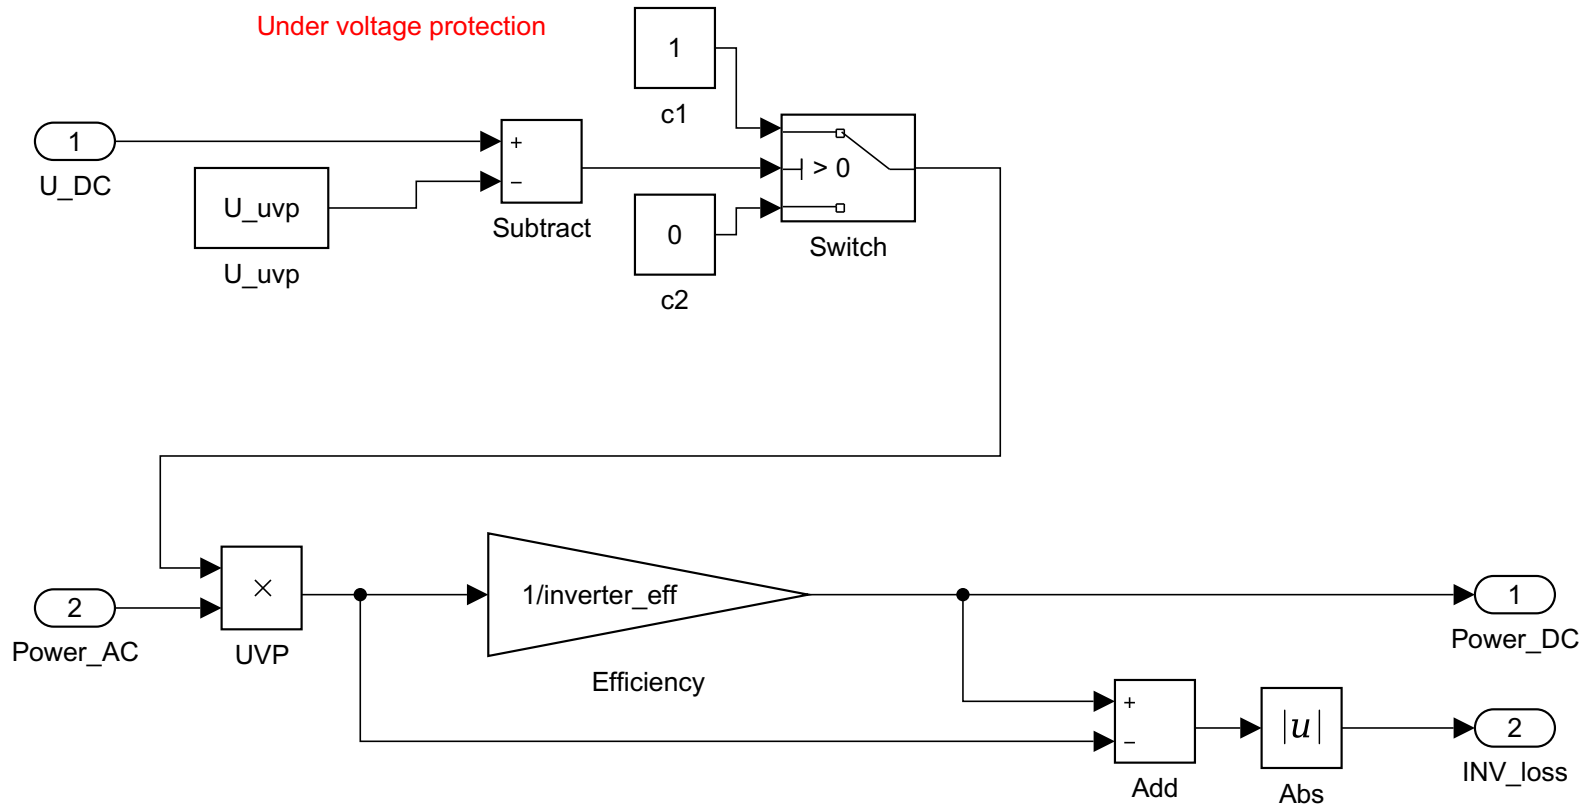 Under voltage protection
1
c1
1
U_DC
+
−
Subtract
U_uvp
U_uvp
> 0
Switch
0
c2
2
Power_AC
×
UVP
1/inverter_eff
Efficiency
1
Power_DC
+
−
Add
|u|
Abs
2
INV_loss